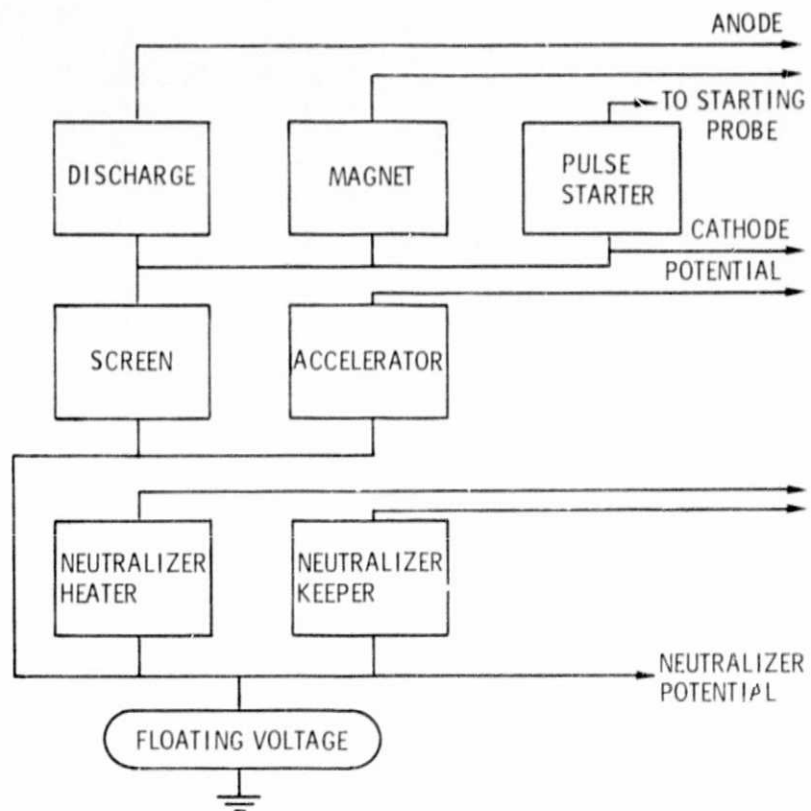 ANODE
TO STARTING
PROBE
DISCHARGE
MAGNET
PULSE
STARTER
CATHODE
POTENTIAL
SCREEN
ACCELERATOR
NEUTRALIZER
HEATER
NEUTRALIZER
KEEPER
NEUTRALIZER
POTENTIAL
FLOATING VOLTAGE